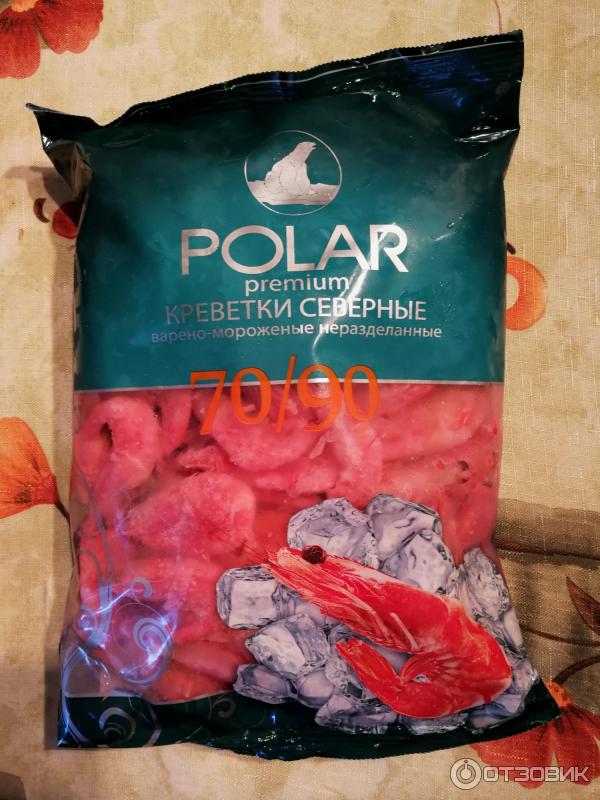 POLAR
premium
КРЕВЕТКИ СЕВЕРНЫЕ
варено-мороженые неразделанные
70/90
ОТЗОВИК